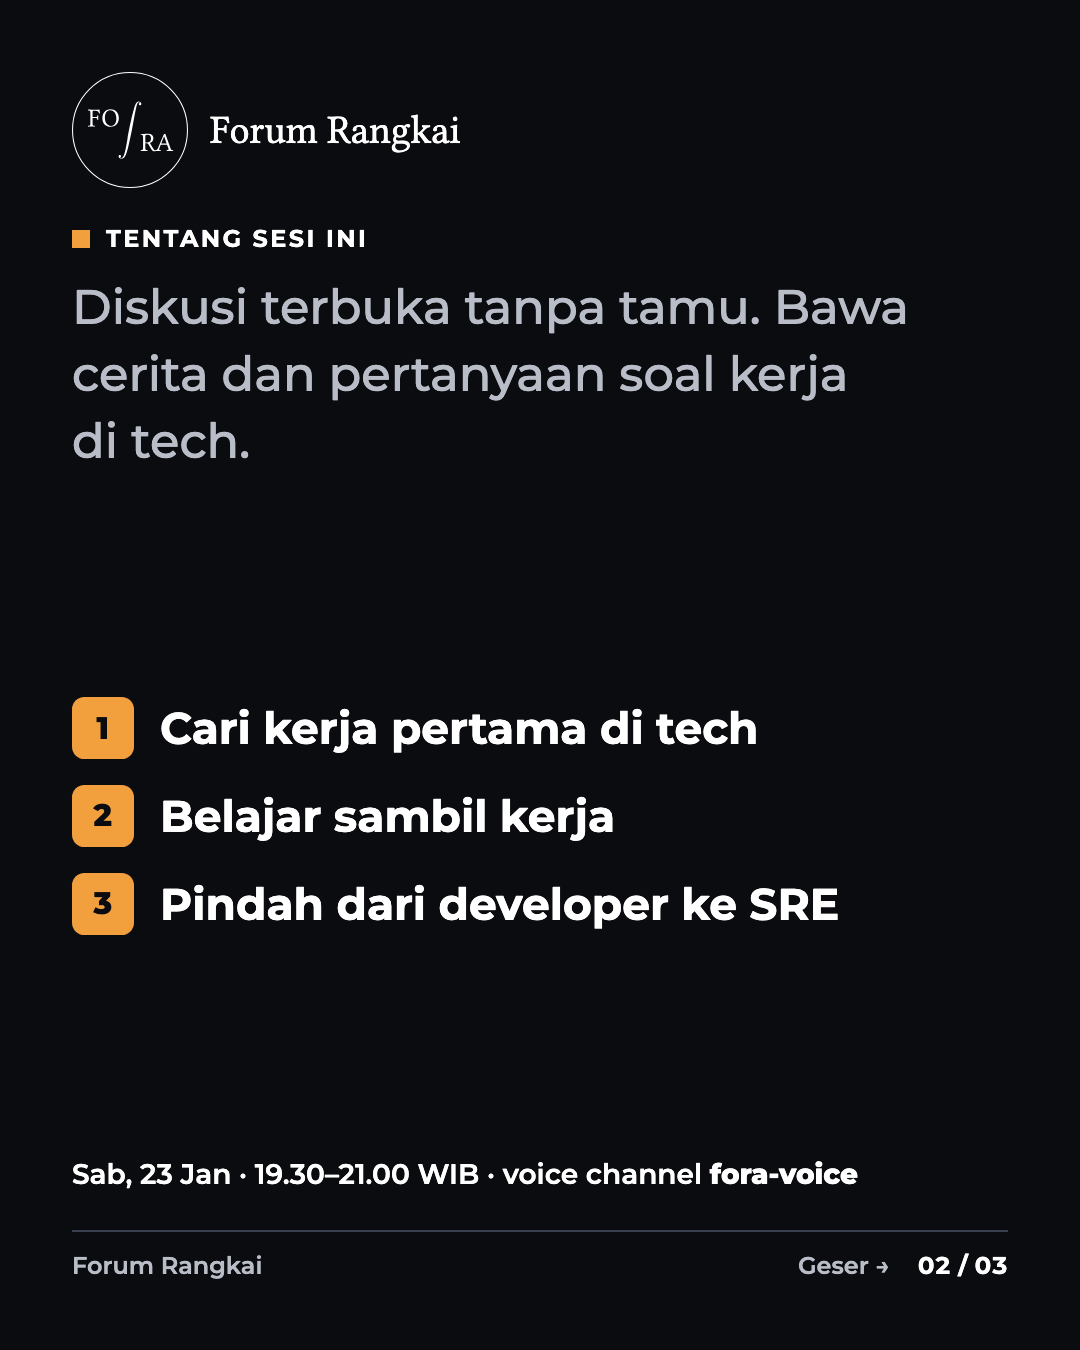 FO∫RA
Forum Rangkai
TENTANG SESI INI
Diskusi terbuka tanpa tamu. Bawa
cerita dan pertanyaan soal kerja
di tech.
1 Cari kerja pertama di tech
2 Belajar sambil kerja
3 Pindah dari developer ke SRE
Sab, 23 Jan · 19.30–21.00 WIB · voice channel fora-voice
Forum Rangkai Geser → 02 / 03